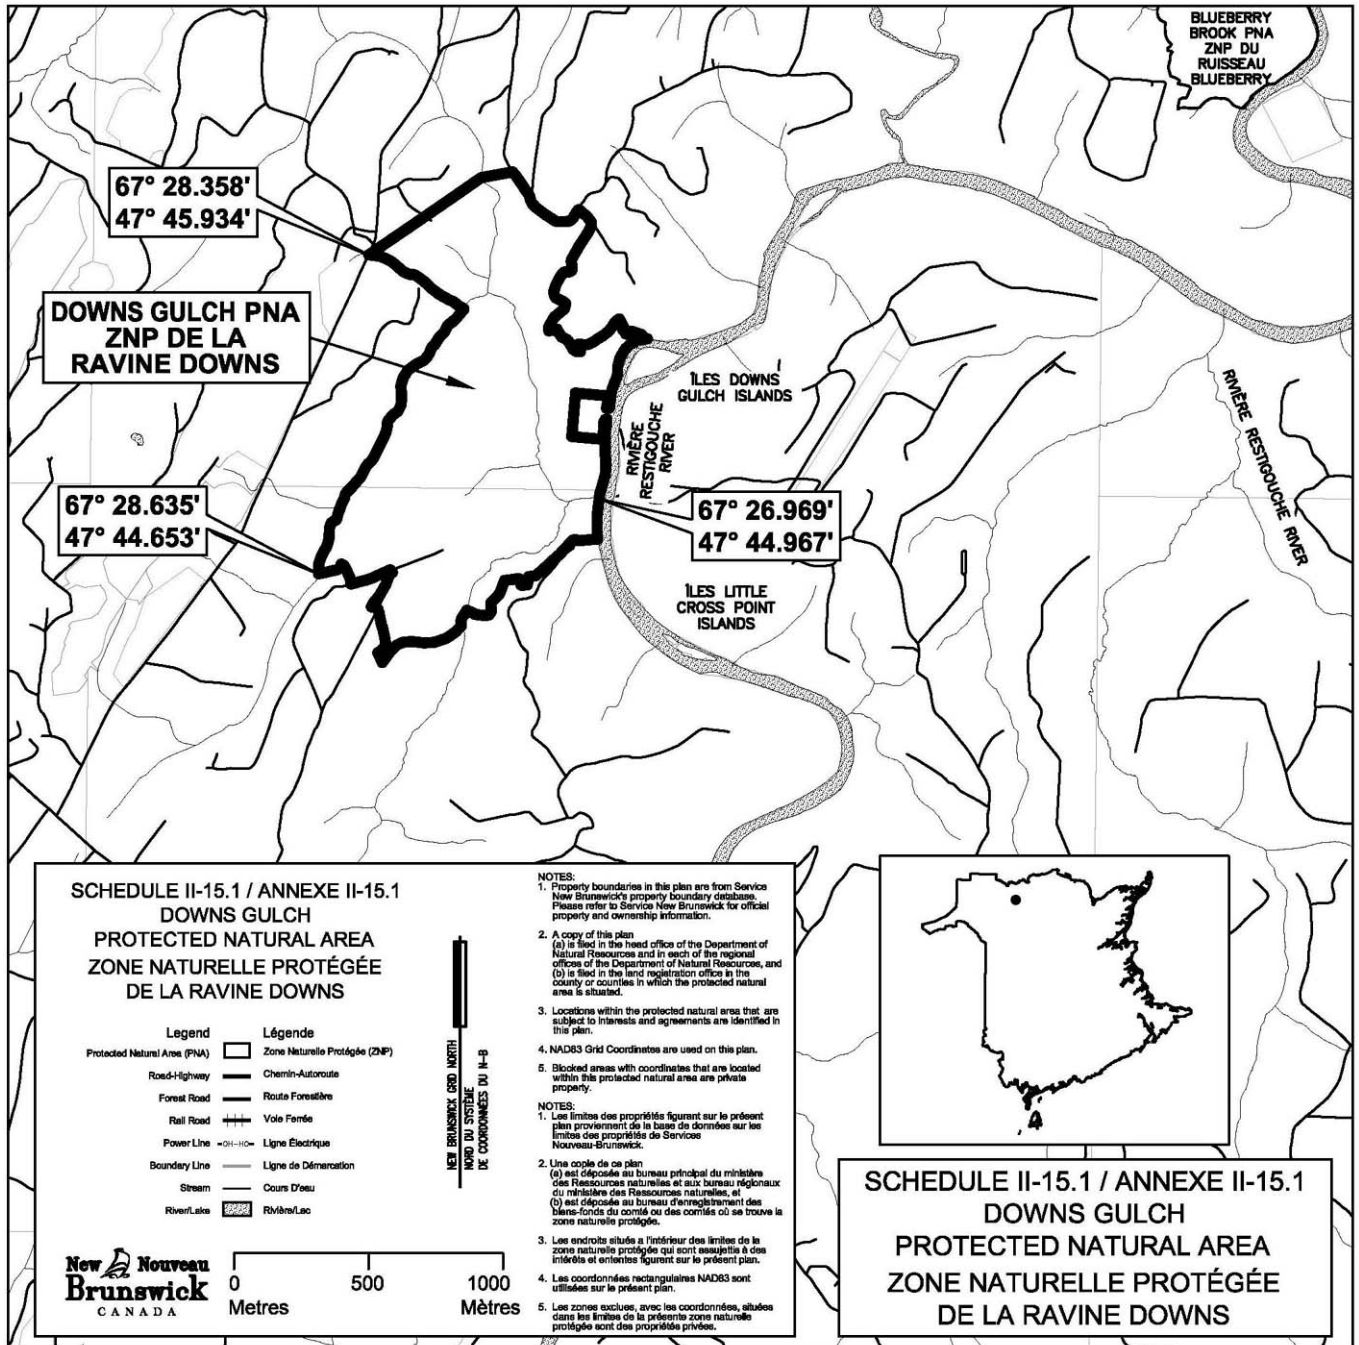 BLUEBERRY
BROOK PNA
ZNP DU
RUISSEAU
BLUEBERRY
67° 28.358'
47° 45.934'
DOWNS GULCH PNA
ZNP DE LA
RAVINE DOWNS
ÎLES DOWNS
GULCH ISLANDS
RIVIÈRE
RESTIGOUCHE
RIVER
RIVIÈRE RESTIGOUCHE RIVER
67° 28.635'
47° 44.653'
67° 26.969'
47° 44.967'
ÎLES LITTLE
CROSS POINT
ISLANDS
SCHEDULE II-15.1 / ANNEXE II-15.1
DOWNS GULCH
PROTECTED NATURAL AREA
ZONE NATURELLE PROTÉGÉE
DE LA RAVINE DOWNS
Legend Légende
Protected Natural Area (PNA) Zone Naturelle Protégée (ZNP)
Road-Highway Chemin-Autoroute
Forest Road Route Forestière
Rail Road Voie Ferrée
Power Line -OH-HO- Ligne Électrique
Boundary Line Ligne de Démarcation
Stream Cours D'eau
River/Lake Rivière/Lac
NEW BRUNSWICK GRID NORTH
NORD DU SYSTÈME
DE COORDONNÉES DU N-B
New Nouveau
Brunswick
CANADA
0 500 1000
Metres Mètres
NOTES:
1. Property boundaries in this plan are from Service
New Brunswick's property boundary database.
Please refer to Service New Brunswick for official
property and ownership information.
2. A copy of this plan
(a) is filed in the head office of the Department of
Natural Resources and in each of the regional
offices of the Department of Natural Resources, and
(b) is filed in the land registration office in the
county or counties in which the protected natural
area is situated.
3. Locations within the protected natural area that are
subject to interests and agreements are identified in
this plan.
4. NAD83 Grid Coordinates are used on this plan.
5. Blocked areas with coordinates that are located
within this protected natural area are private
property.
NOTES:
1. Les limites des propriétés figurant sur le présent
plan proviennent de la base de données sur les
limites des propriétés de Services
Nouveau-Brunswick.
2. Une copie de ce plan
(a) est déposée au bureau principal du ministère
des Ressources naturelles et aux bureau régionaux
du ministère des Ressources naturelles, et
(b) est déposée au bureau d'enregistrement des
biens-fonds du comté ou des comtés où se trouve la
zone naturelle protégée.
3. Les endroits situés a l'intérieur des limites de la
zone naturelle protégée qui sont assujettis à des
intérêts et ententes figurent sur le présent plan.
4. Les coordonnées rectangulaires NAD83 sont
utilisées sur le présent plan.
5. Les zones exclues, avec les coordonnées, situées
dans les limites de la présente zone naturelle
protégée sont des propriétés privées.
SCHEDULE II-15.1 / ANNEXE II-15.1
DOWNS GULCH
PROTECTED NATURAL AREA
ZONE NATURELLE PROTÉGÉE
DE LA RAVINE DOWNS